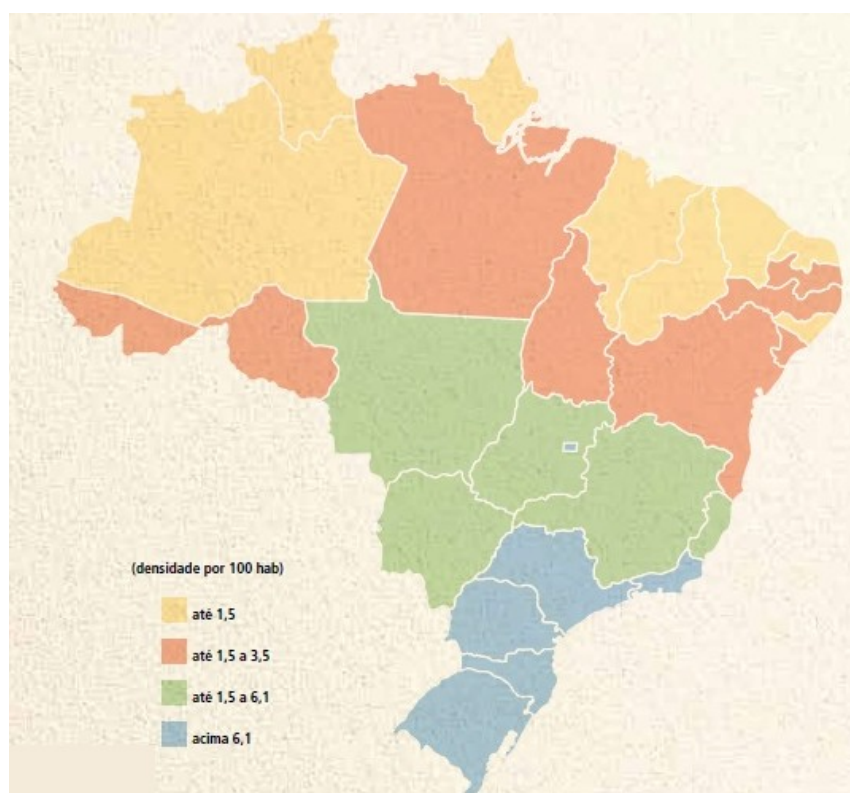 (densidade por 100 hab)
até 1,5
até 1,5 a 3,5
até 1,5 a 6,1
acima 6,1